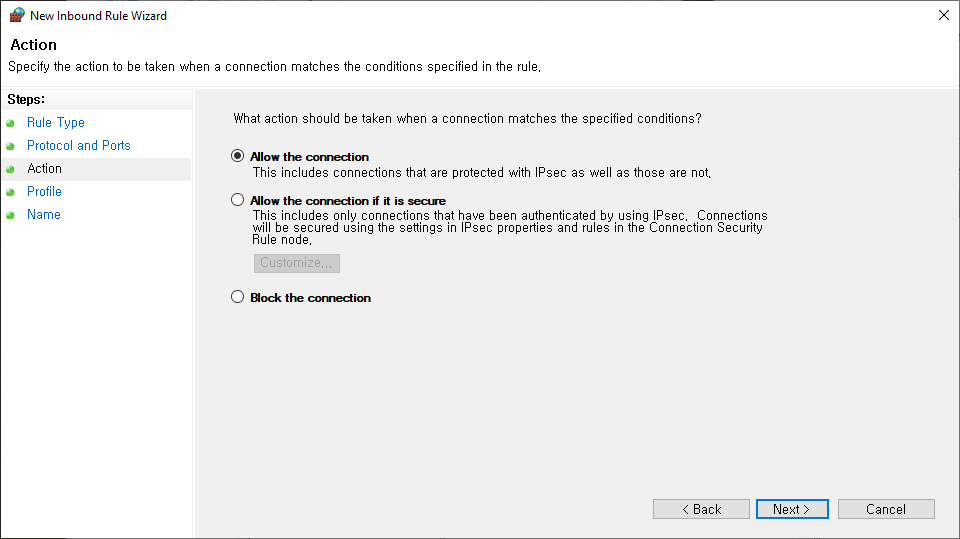 New Inbound Rule Wizard
Action
Specify the action to be taken when a connection matches the conditions specified in the rule.
Steps:
Rule Type
Protocol and Ports
Action
Profile
Name
What action should be taken when a connection matches the specified conditions?
Allow the connection
This includes connections that are protected with IPsec as well as those are not.
Allow the connection if it is secure
This includes only connections that have been authenticated by using IPsec. Connections
will be secured using the settings in IPsec properties and rules in the Connection Security
Rule node.
Customize...
Block the connection
< Back
Next >
Cancel